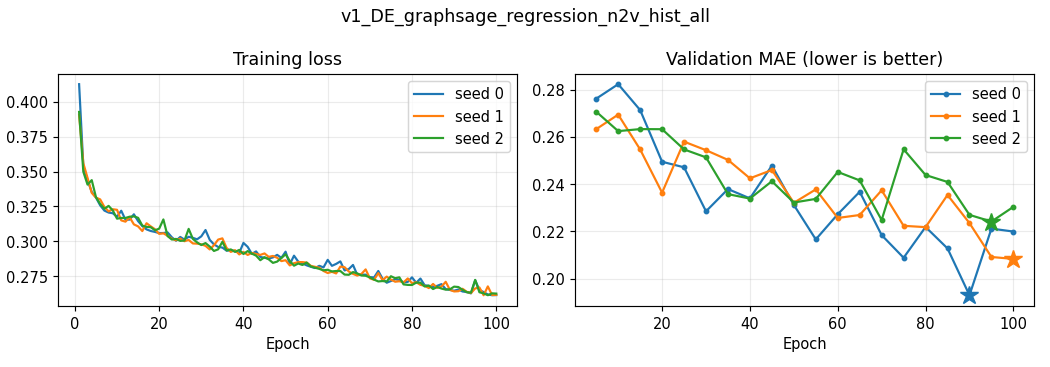 v1_DE_graphsage_regression_n2v_hist_all
Training loss
0.400
0.375
0.350
0.325
0.300
0.275
0
20
40
60
80
100
Epoch
seed 0
seed 1
seed 2
Validation MAE (lower is better)
0.28
0.26
0.24
0.22
0.20
20
40
60
80
100
Epoch
seed 0
seed 1
seed 2